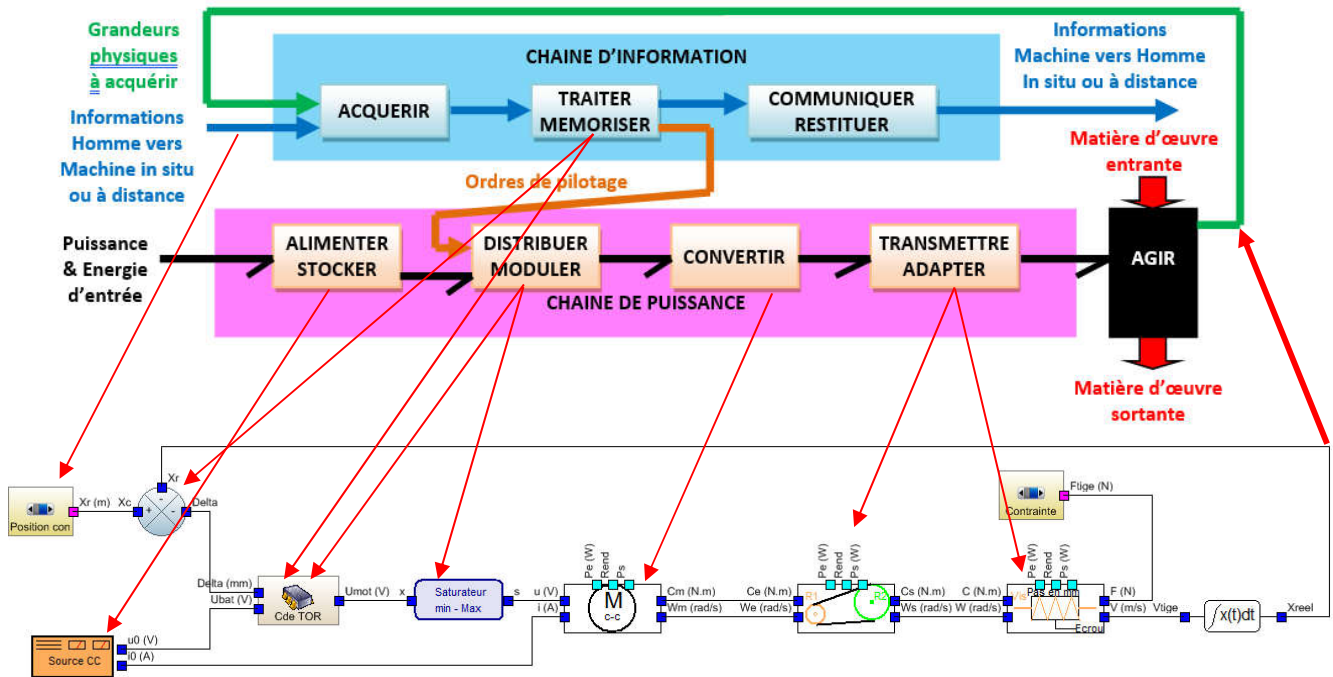 Grandeurs
physiques
à acquérir
Informations
Homme vers
Machine in situ
ou à distance
CHAINE D'INFORMATION
ACQUERIR
TRAITER
MEMORISER
COMMUNIQUER
RESTITUER
Informations
Machine vers Homme
In situ ou à distance
Matière d'œuvre
entrante
Ordres de pilotage
Puissance
& Energie
d'entrée
ALIMENTER
STOCKER
DISTRIBUER
MODULER
CONVERTIR
TRANSMETTRE
ADAPTER
AGIR
CHAINE DE PUISSANCE
Matière d'œuvre
sortante
Xr
Xr (m)
Xc
Delta
Position con
Delta (mm)
Ubat (V)
Cde TOR
Umot (V)
x
Saturateur
min - Max
s
u0 (V)
i0 (A)
Source CC
u (V)
i (A)
Pe (W)
Rend
Ps
M
c-c
Cm (N.m)
Wm (rad/s)
Ce (N.m)
We (rad/s)
Pe (W)
Rend
Ps (W)
R1
R2
Cs (N.m)
Ws (rad/s)
C (N.m)
W (rad/s)
Pe (W)
Rend
Ps (W)
Vis
Pas en mm
Ecrou
Contrainte
Ftige (N)
F (N)
V (m/s)
Vtige
∫x(t)dt
Xreel